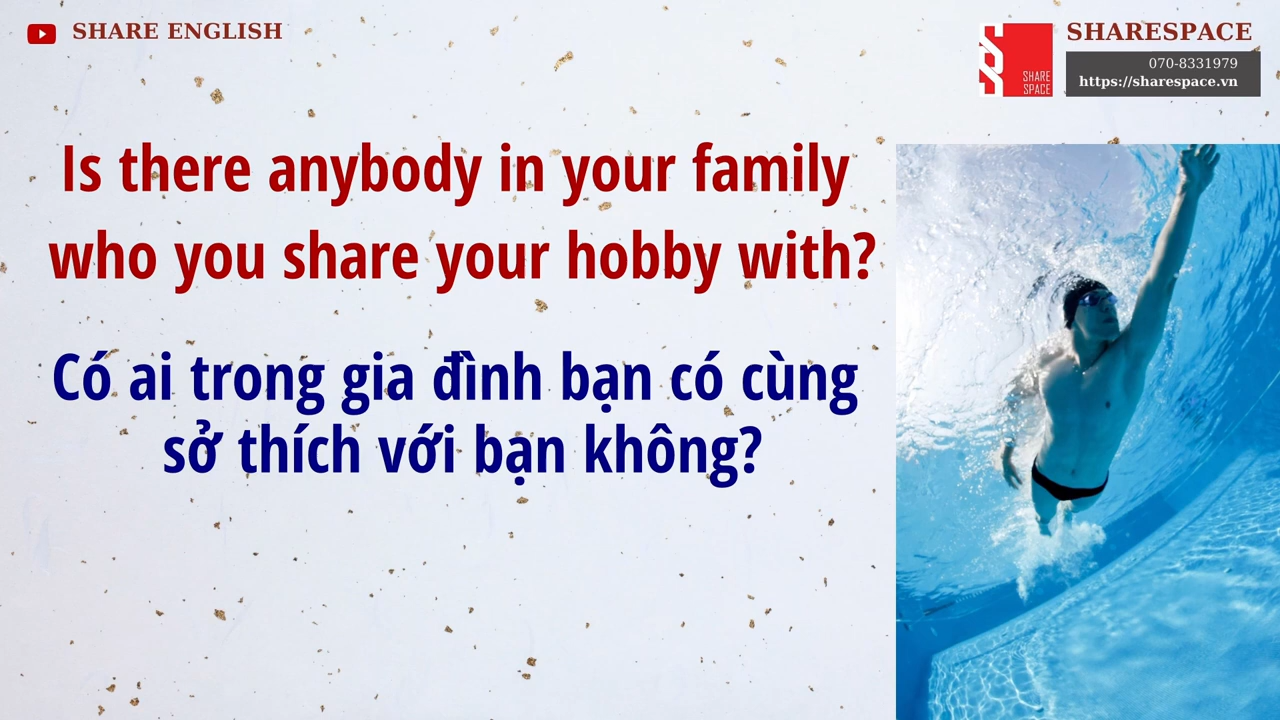 SHARE ENGLISH
SHARESPACE
070-8331979
https://sharespace.vn
SHARE
SPACE
Is there anybody in your family
who you share your hobby with?
Có ai trong gia đình bạn có cùng
sở thích với bạn không?